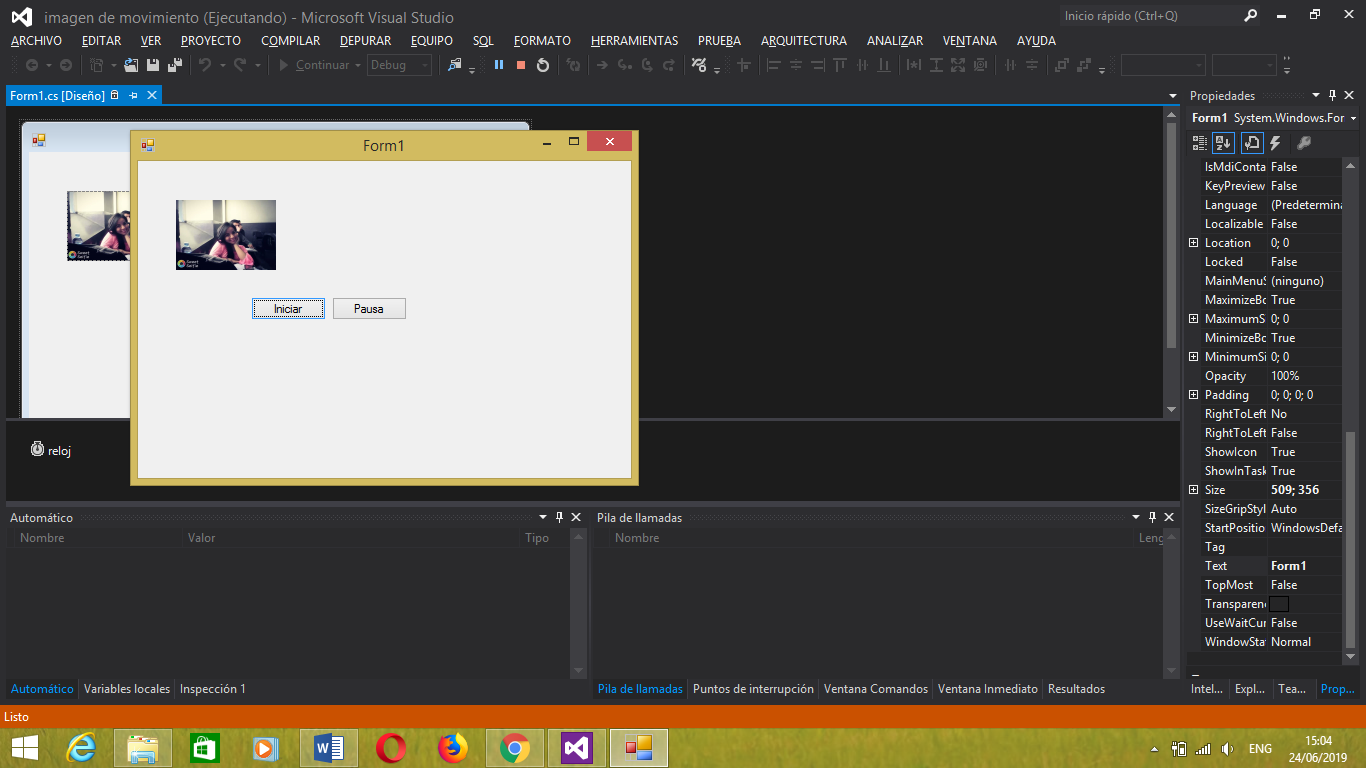 imagen de movimiento (Ejecutando) - Microsoft Visual Studio
Inicio rápido (Ctrl+Q)
ARCHIVO EDITAR VER PROYECTO COMPILAR DEPURAR EQUIPO SQL FORMATO HERRAMIENTAS PRUEBA ARQUITECTURA ANALIZAR VENTANA AYUDA
Continuar Debug
Form1.cs [Diseño]
Form1
Iniciar Pausa
reloj
Propiedades
Form1 System.Windows.For
IsMdiConta False
KeyPreview False
Language (Predetermina
Localizable False
Location 0; 0
Locked False
MainMenuS (ninguno)
MaximizeBo True
MaximumS 0; 0
MinimizeBo True
MinimumSi 0; 0
Opacity 100%
Padding 0; 0; 0; 0
RightToLeft No
RightToLeft False
ShowIcon True
ShowInTask True
Size 509; 356
SizeGripStyl Auto
StartPositio WindowsDefa
Tag
Text Form1
TopMost False
Transparen
UseWaitCur False
WindowStat Normal
Automático
Nombre Valor Tipo
Pila de llamadas
Nombre Leng
Automático Variables locales Inspección 1
Pila de llamadas Puntos de interrupción Ventana Comandos Ventana Inmediato Resultados
Intel... Expl... Tea... Prop...
Listo
ENG
15:04
24/06/2019